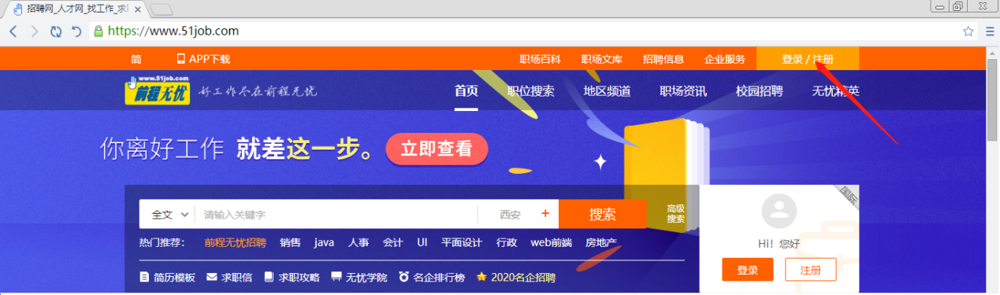 招聘网_人才网_找工作_求
https://www.51job.com
简 APP下载 职场百科 职场文库 招聘信息 企业服务 登录 / 注册
www.51job.com
前程无忧 好工作尽在前程无忧 首页 职位搜索 地区频道 职场资讯 校园招聘 无忧精英
你离好工作 就差这一步。 立即查看
国际
全文 请输入关键字 西安 + 搜索 高级
搜索
Hi! 您好
热门推荐: 前程无忧招聘 销售 java 人事 会计 UI 平面设计 行政 web前端 房地产
登录 注册
简历模板 求职信 求职攻略 无忧学院 名企排行榜 2020名企招聘